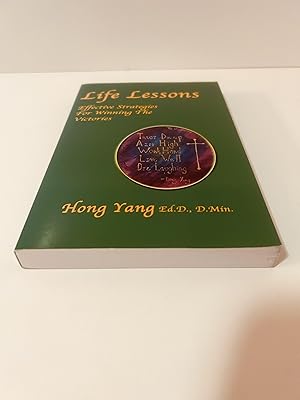 Life Lessons
Effective Strategies
For Winning The
Victories
Trust Deep
Aim High
Work Hard
Love Well
Die Laughing
Hong Yang Ed.D., D.Min.